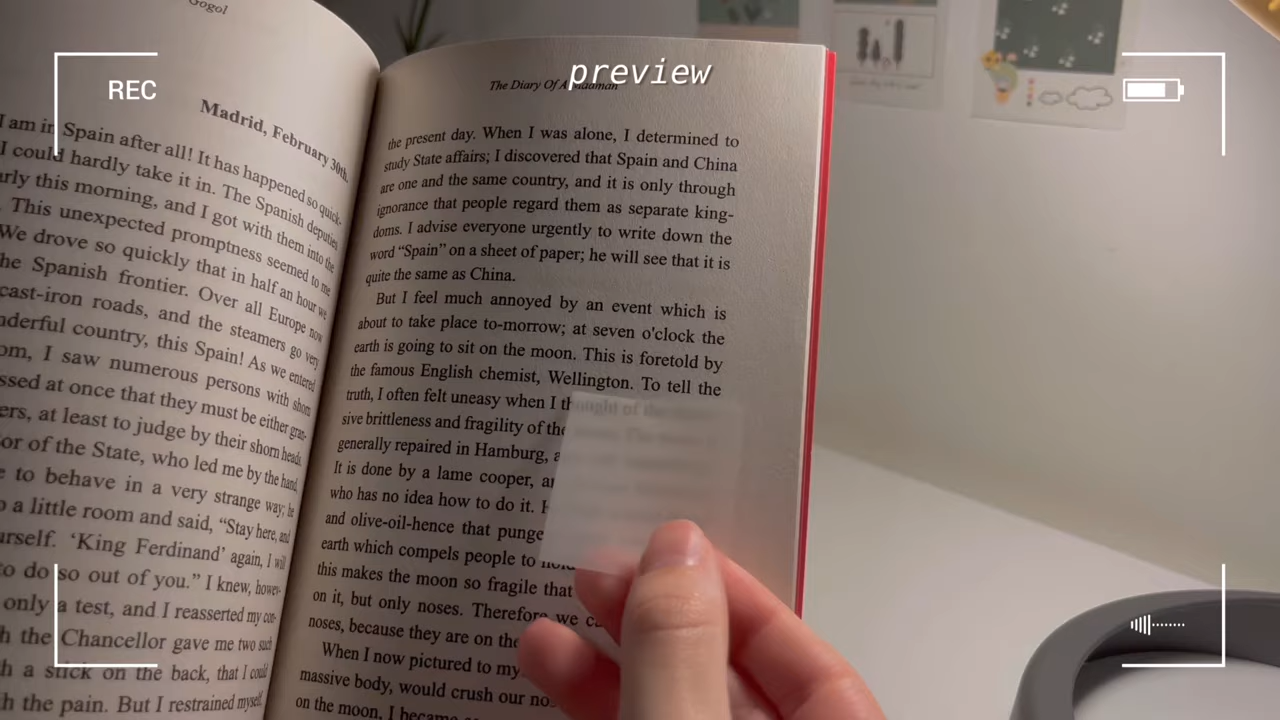 Gogol
REC
Madrid, February 30th.
I am in Spain after all! It has happened so quick-
I could hardly take it in. The Spanish deputies
rly this morning, and I got with them into the
. This unexpected promptness seemed to me
We drove so quickly that in half an hour we
he Spanish frontier. Over all Europe now
cast-iron roads, and the steamers go very
nderful country, this Spain! As we entered
om, I saw numerous persons with shorn
ssed at once that they must be either gran-
ers, at least to judge by their shorn heads.
or of the State, who led me by the hand,
e to behave in a very strange way; he
o a little room and said, “Stay here, and
urself. ‘King Ferdinand’ again, I will
to do so out of you.” I knew, howev-
only a test, and I reasserted my con-
h the Chancellor gave me two such
h a stick on the back, that I could
h the pain. But I restrained myself,
preview
The Diary Of A Madman
the present day. When I was alone, I determined to
study State affairs; I discovered that Spain and China
are one and the same country, and it is only through
ignorance that people regard them as separate king-
doms. I advise everyone urgently to write down the
word “Spain” on a sheet of paper; he will see that it is
quite the same as China.
But I feel much annoyed by an event which is
about to take place to-morrow; at seven o'clock the
earth is going to sit on the moon. This is foretold by
the famous English chemist, Wellington. To tell the
truth, I often felt uneasy when I thought of the
sive brittleness and fragility of the
generally repaired in Hamburg, a
It is done by a lame cooper, an
who has no idea how to do it. H
and olive-oil-hence that punge
earth which compels people to hold
this makes the moon so fragile that
on it, but only noses. Therefore we c
noses, because they are on the
When I now pictured to my
massive body, would crush our nos
on the moon, I became so